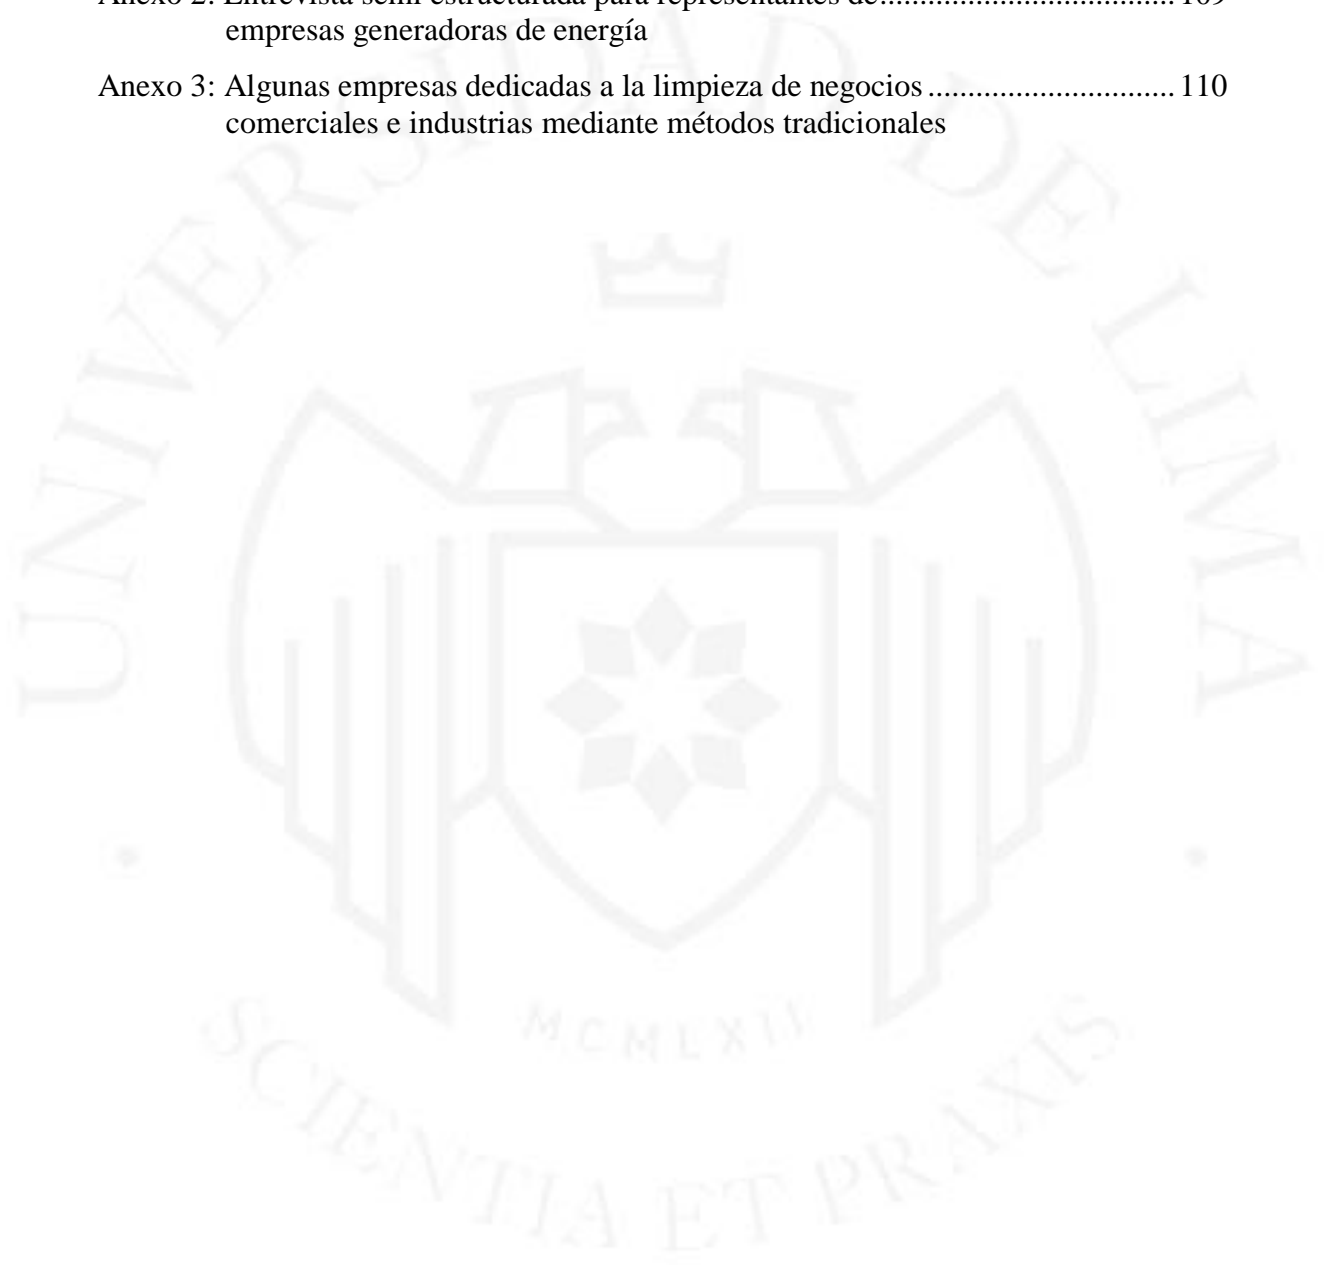 Anexo 2: Entrevista semi estructurada para representantes de..................................... 109
empresas generadoras de energía
Anexo 3: Algunas empresas dedicadas a la limpieza de negocios ............................... 110
comerciales e industrias mediante métodos tradicionales
UNIVERSIDAD DE LIMA
MCMLXII
SCIENTIA ET PRAXIS